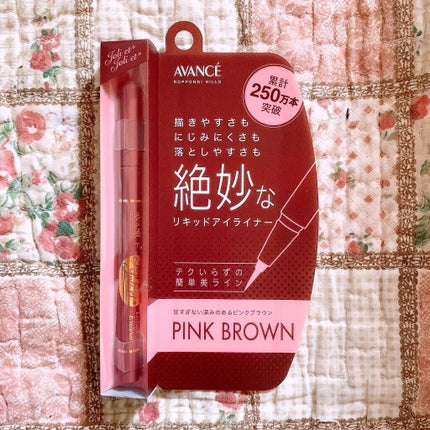 Joli et
Joli et
AVANCÉ
ROPPONGI HILLS
累計
250万本
突破
描きやすさも
にじみにくさも
落としやすさも
絶妙な
リキッドアイライナー
テクいらずの
簡単美ライン
甘すぎない深みのあるピンクブラウン
PINK BROWN
AVANCÉ